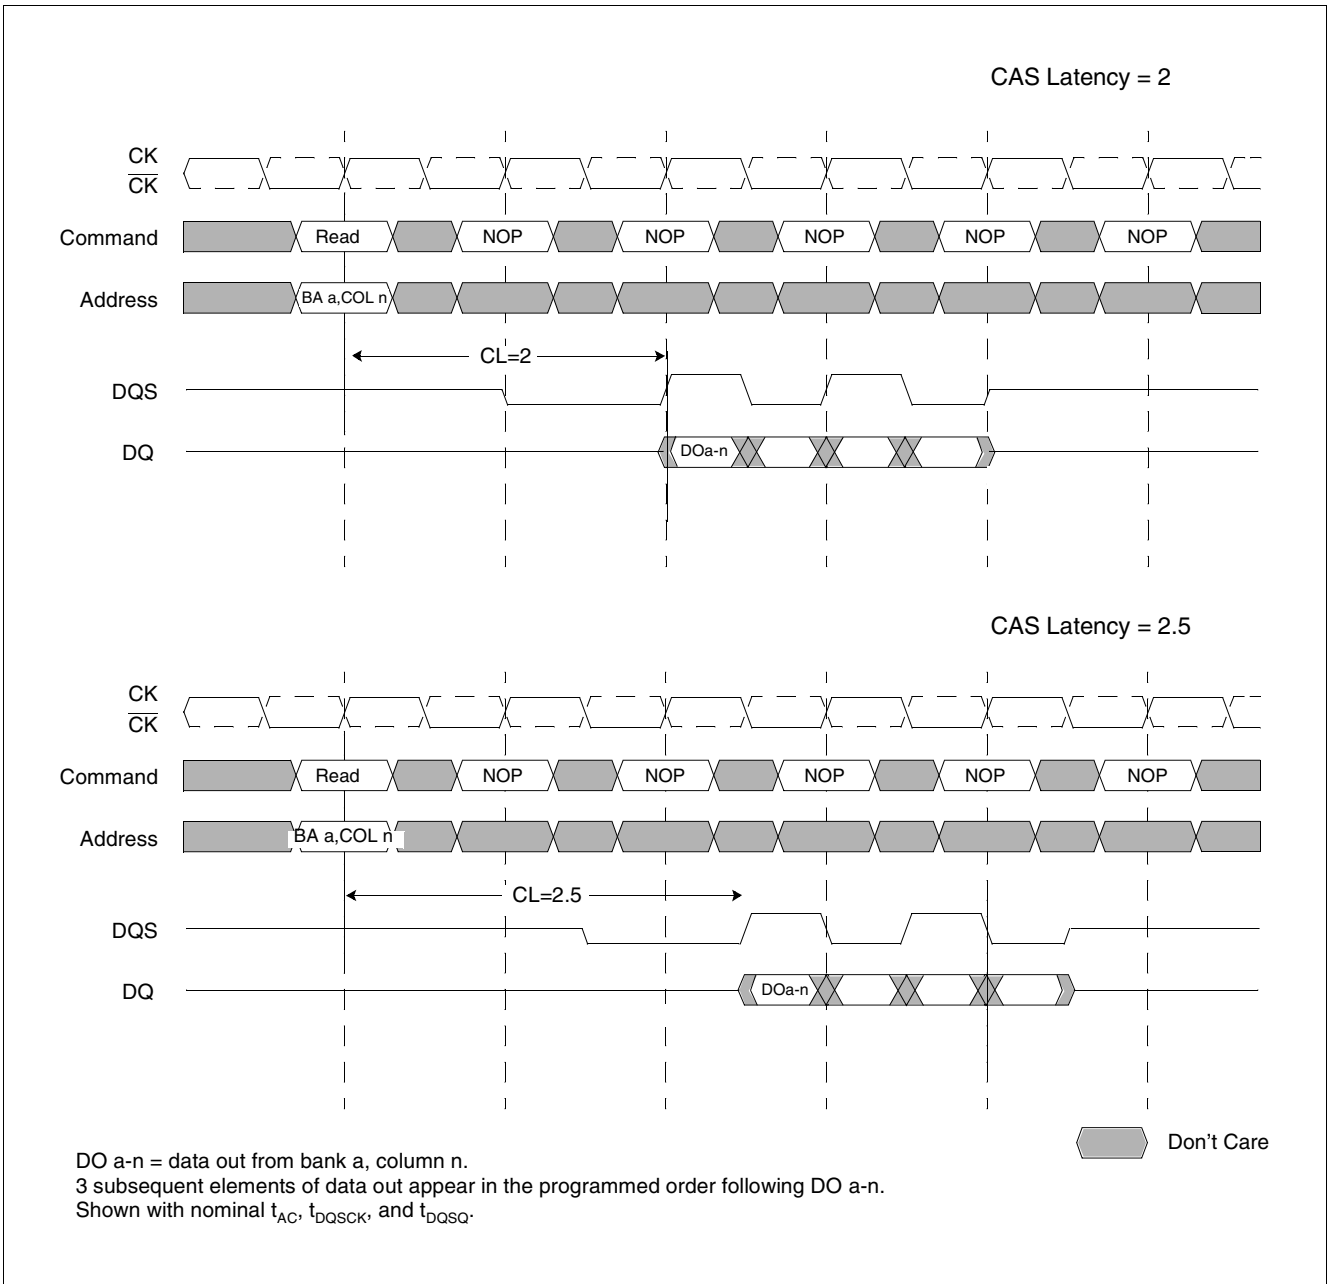 CAS Latency = 2
CK
CK
Command Read NOP NOP NOP NOP NOP
Address BA a,COL n
CL=2
DQS
DQ DOa-n
CAS Latency = 2.5
CK
CK
Command Read NOP NOP NOP NOP NOP
Address BA a,COL n
CL=2.5
DQS
DQ DOa-n
Don't Care
DO a-n = data out from bank a, column n.
3 subsequent elements of data out appear in the programmed order following DO a-n.
Shown with nominal tAC, tDQSCK, and tDQSQ.